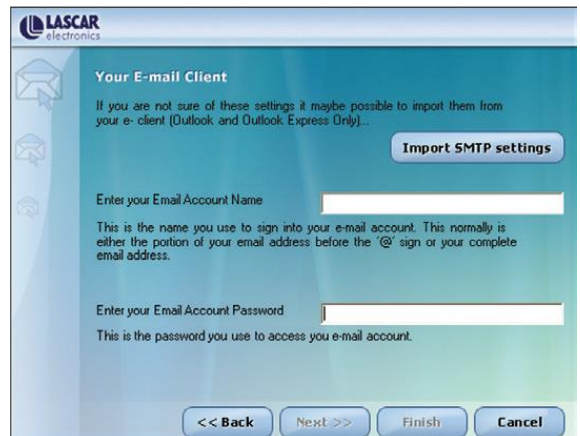 LASCAR
electronics
Your E-mail Client
If you are not sure of these settings it maybe possible to import them from
your e- client (Outlook and Outlook Express Only)...
Import SMTP settings
Enter your Email Account Name
This is the name you use to sign into your e-mail account. This normally is
either the portion of your email address before the '@' sign or your complete
email address.
Enter your Email Account Password
This is the password you use to access you e-mail account.
<< Back
Next >>
Finish
Cancel